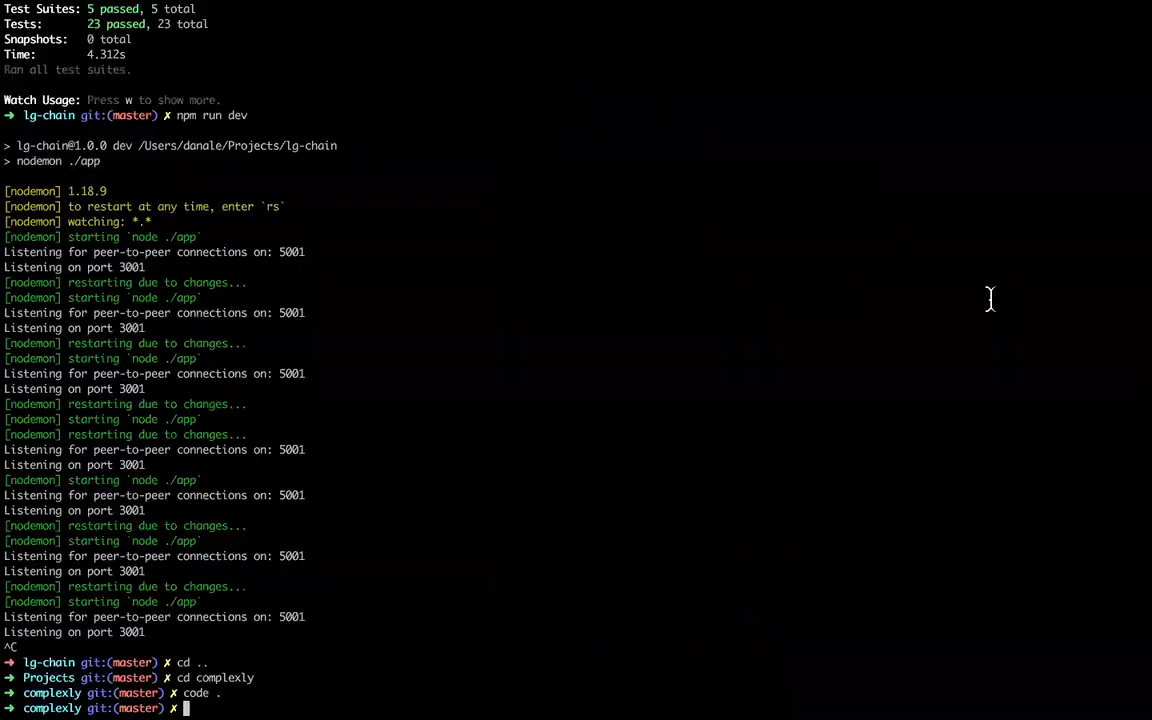 Test Suites: 5 passed, 5 total
Tests:       23 passed, 23 total
Snapshots:   0 total
Time:        4.312s
Ran all test suites.

Watch Usage: Press w to show more.
➜  lg-chain git:(master) ✗ npm run dev

> lg-chain@1.0.0 dev /Users/danale/Projects/lg-chain
> nodemon ./app

[nodemon] 1.18.9
[nodemon] to restart at any time, enter `rs`
[nodemon] watching: *.*
[nodemon] starting `node ./app`
Listening for peer-to-peer connections on: 5001
Listening on port 3001
[nodemon] restarting due to changes...
[nodemon] starting `node ./app`
Listening for peer-to-peer connections on: 5001
Listening on port 3001
[nodemon] restarting due to changes...
[nodemon] starting `node ./app`
Listening for peer-to-peer connections on: 5001
Listening on port 3001
[nodemon] restarting due to changes...
[nodemon] starting `node ./app`
[nodemon] restarting due to changes...
Listening for peer-to-peer connections on: 5001
Listening on port 3001
[nodemon] starting `node ./app`
Listening for peer-to-peer connections on: 5001
Listening on port 3001
[nodemon] restarting due to changes...
[nodemon] starting `node ./app`
Listening for peer-to-peer connections on: 5001
Listening on port 3001
[nodemon] restarting due to changes...
[nodemon] starting `node ./app`
Listening for peer-to-peer connections on: 5001
Listening on port 3001
^C
➜  lg-chain git:(master) ✗ cd ..
➜  Projects git:(master) ✗ cd complexly
➜  complexly git:(master) ✗ code .
➜  complexly git:(master) ✗